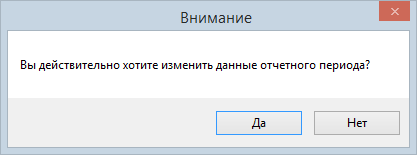 Внимание
Вы действительно хотите изменить данные отчетного периода?
Да
Нет